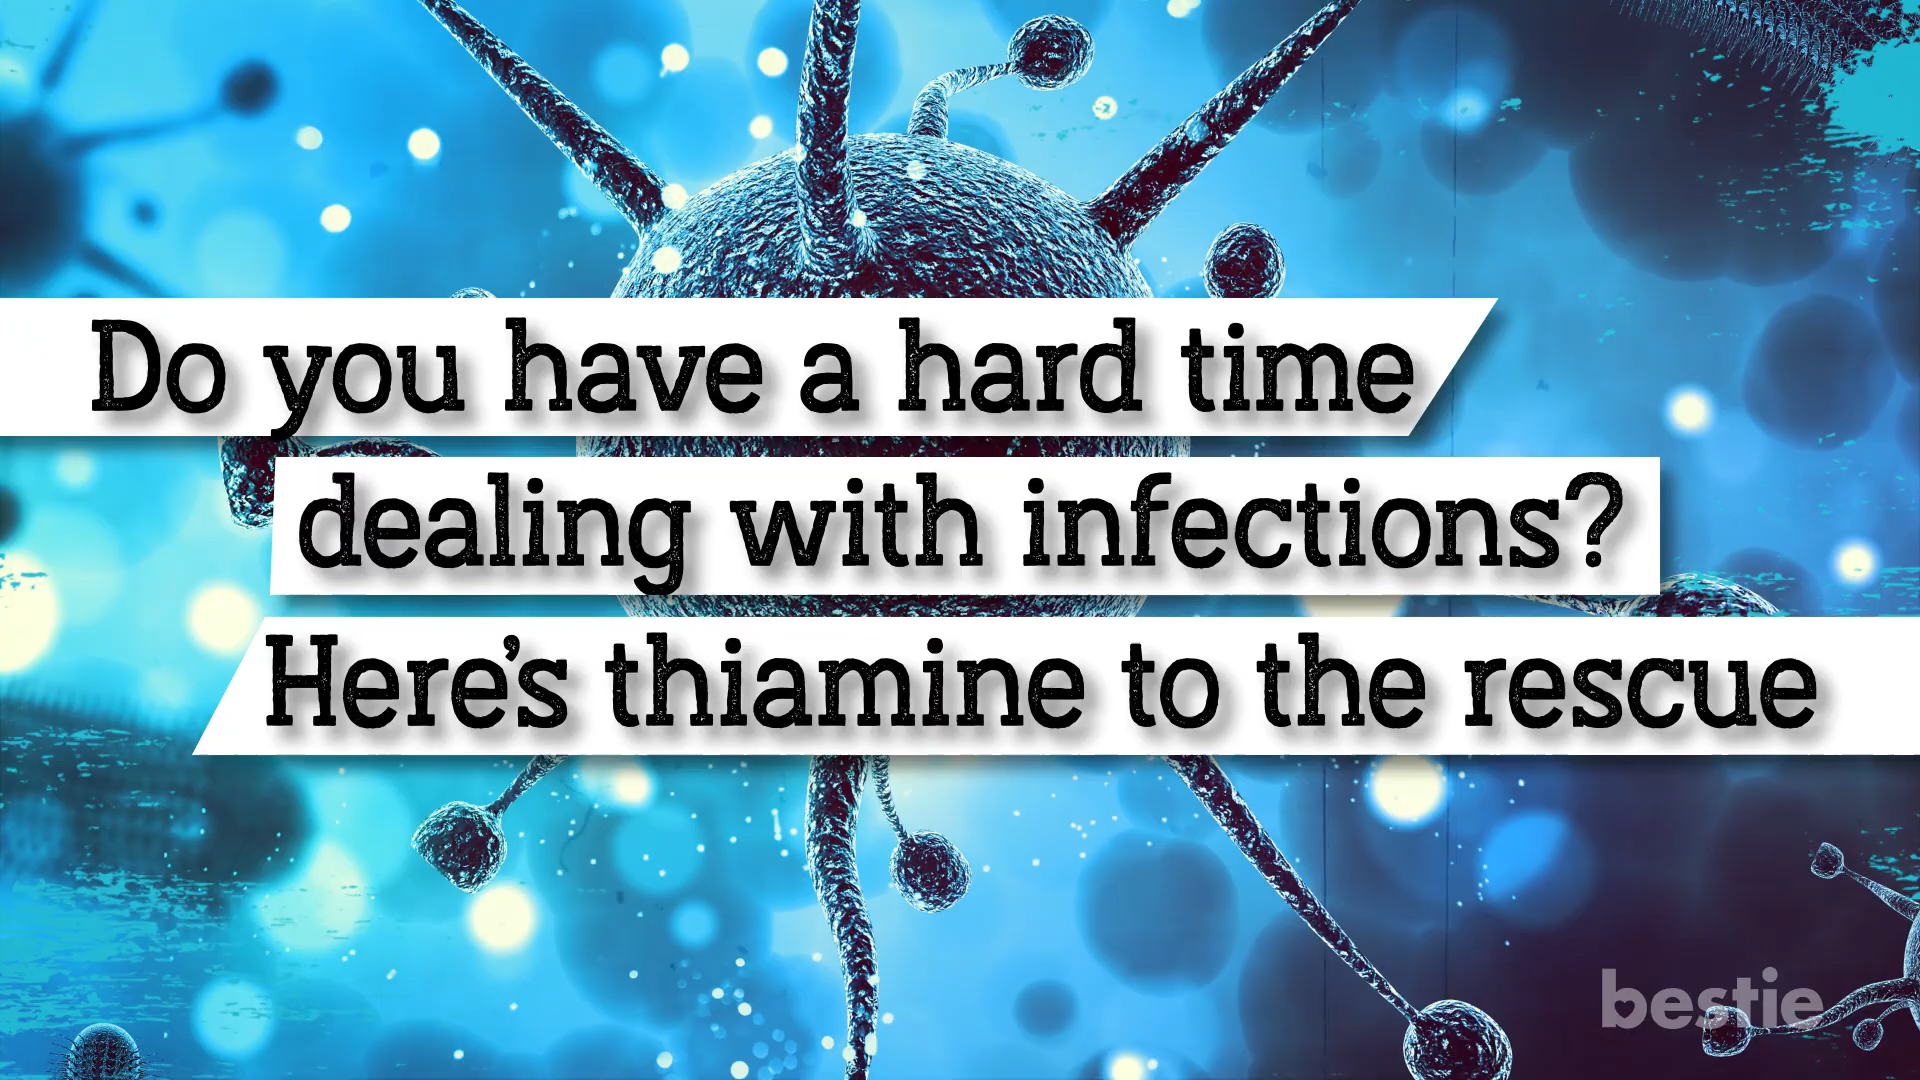 Do you have a hard time
dealing with infections?
Here's thiamine to the rescue
bestie